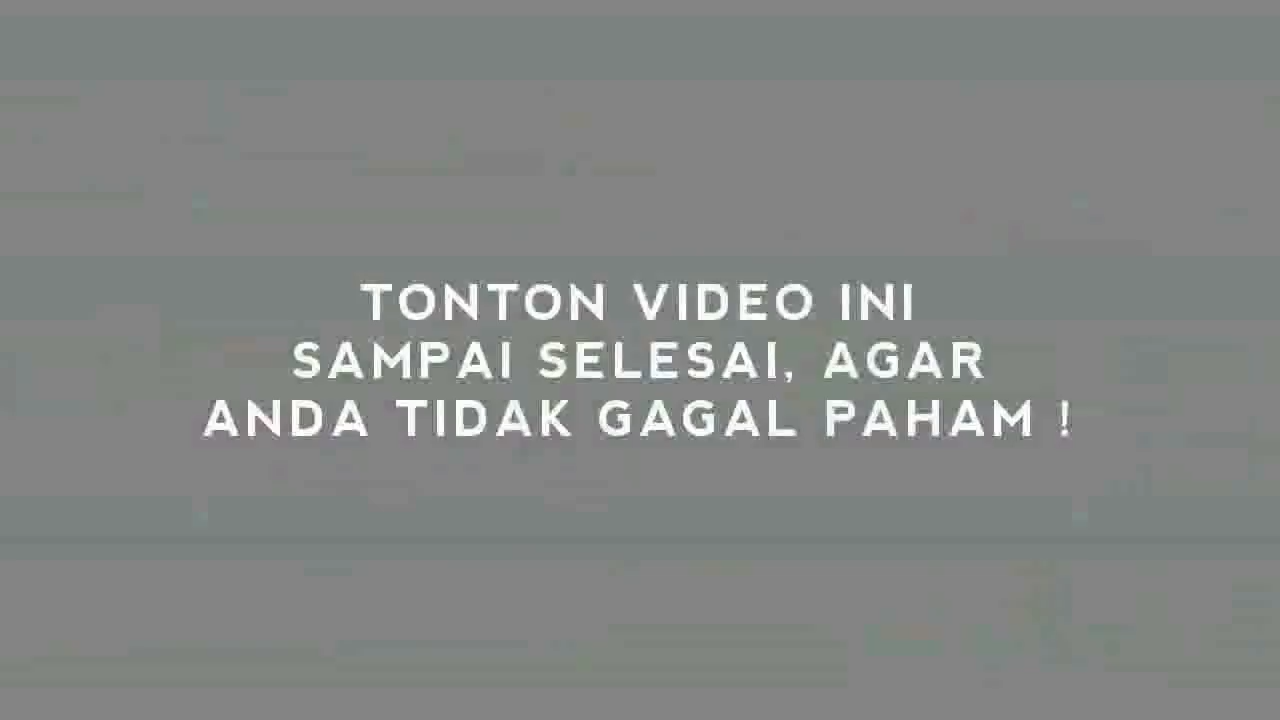 TONTON VIDEO INI
SAMPAI SELESAI, AGAR
ANDA TIDAK GAGAL PAHAM !